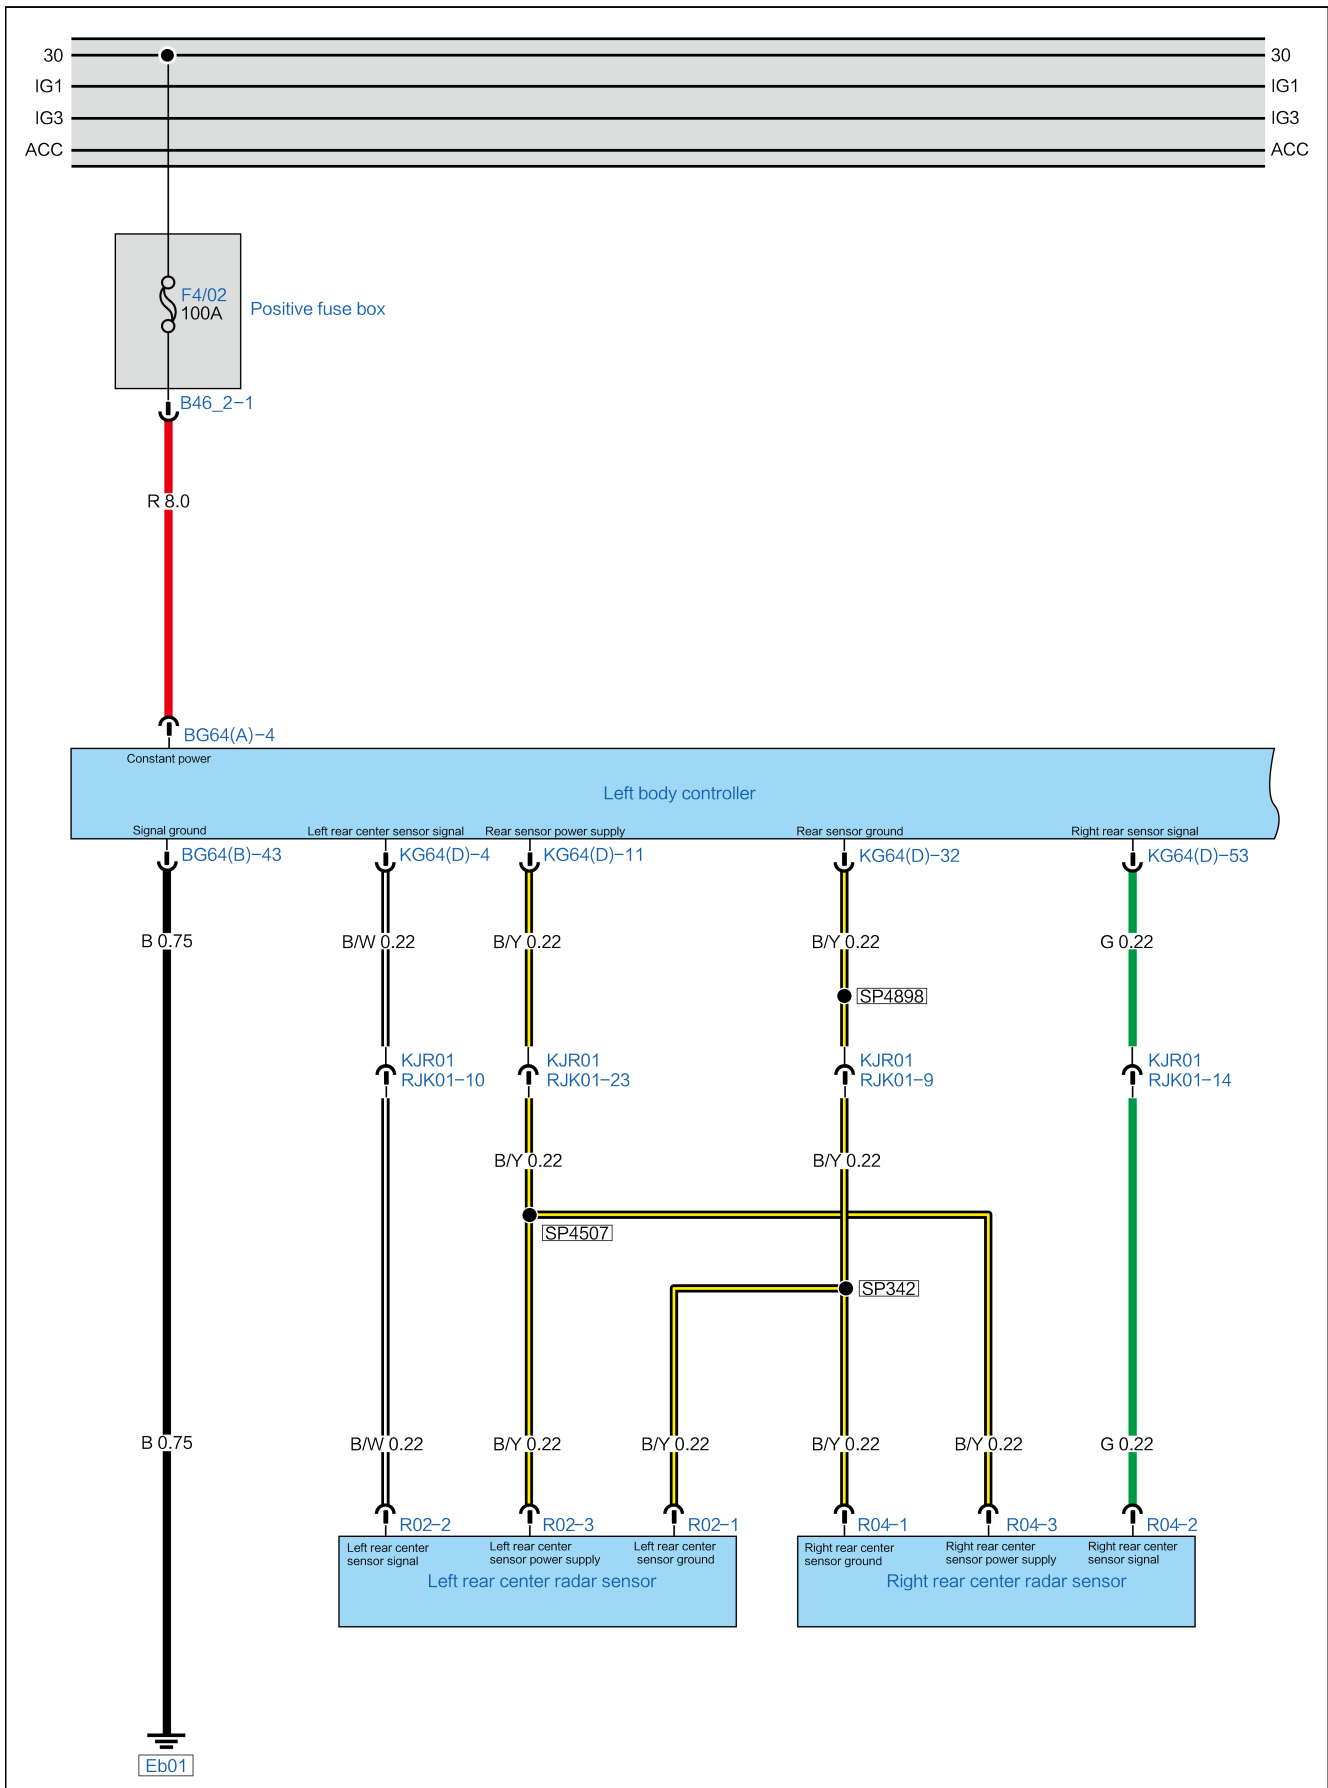 30 30
IG1 IG1
IG3 IG3
ACC ACC
F4/02
100A
Positive fuse box
B46_2-1
R 8.0
BG64(A)-4
Constant power
Left body controller
Signal ground Left rear center sensor signal Rear sensor power supply Rear sensor ground Right rear sensor signal
BG64(B)-43 KG64(D)-4 KG64(D)-11 KG64(D)-32 KG64(D)-53
B 0.75 B/W 0.22 B/Y 0.22 B/Y 0.22 G 0.22
SP4898
KJR01 KJR01 KJR01 KJR01
RJK01-10 RJK01-23 RJK01-9 RJK01-14
B/Y 0.22 B/Y 0.22
SP4507
SP342
B 0.75 B/W 0.22 B/Y 0.22 B/Y 0.22 B/Y 0.22 B/Y 0.22 G 0.22
R02-2 R02-3 R02-1 R04-1 R04-3 R04-2
Left rear center Left rear center Left rear center Right rear center Right rear center Right rear center
sensor signal sensor power supply sensor ground sensor ground sensor power supply sensor signal
Left rear center radar sensor Right rear center radar sensor
Eb01